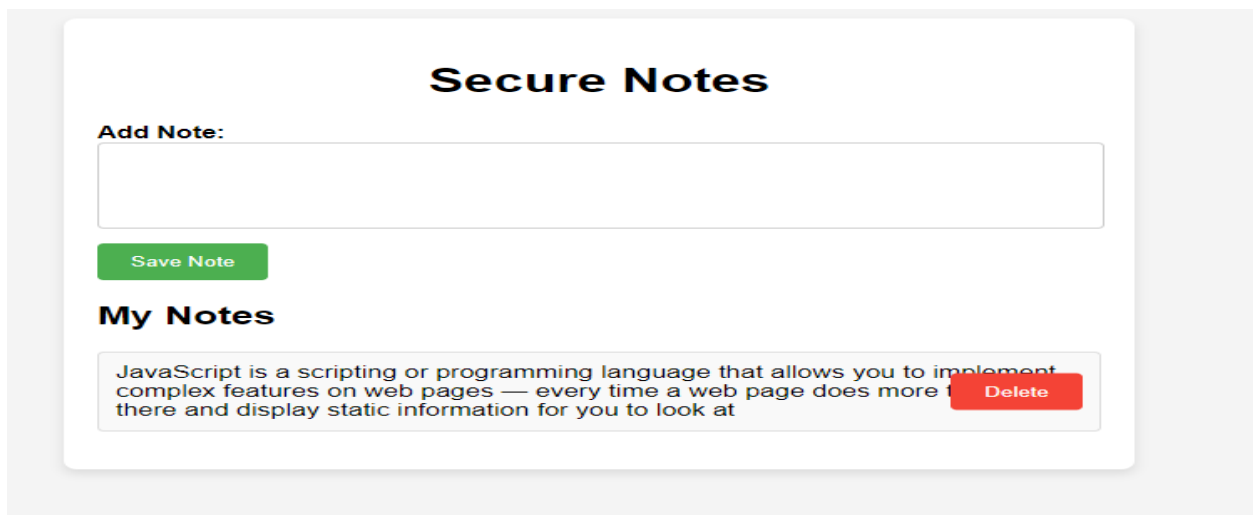 Secure Notes
Add Note:
Save Note
My Notes
JavaScript is a scripting or programming language that allows you to implement
complex features on web pages — every time a web page does more
Delete
there and display static information for you to look at